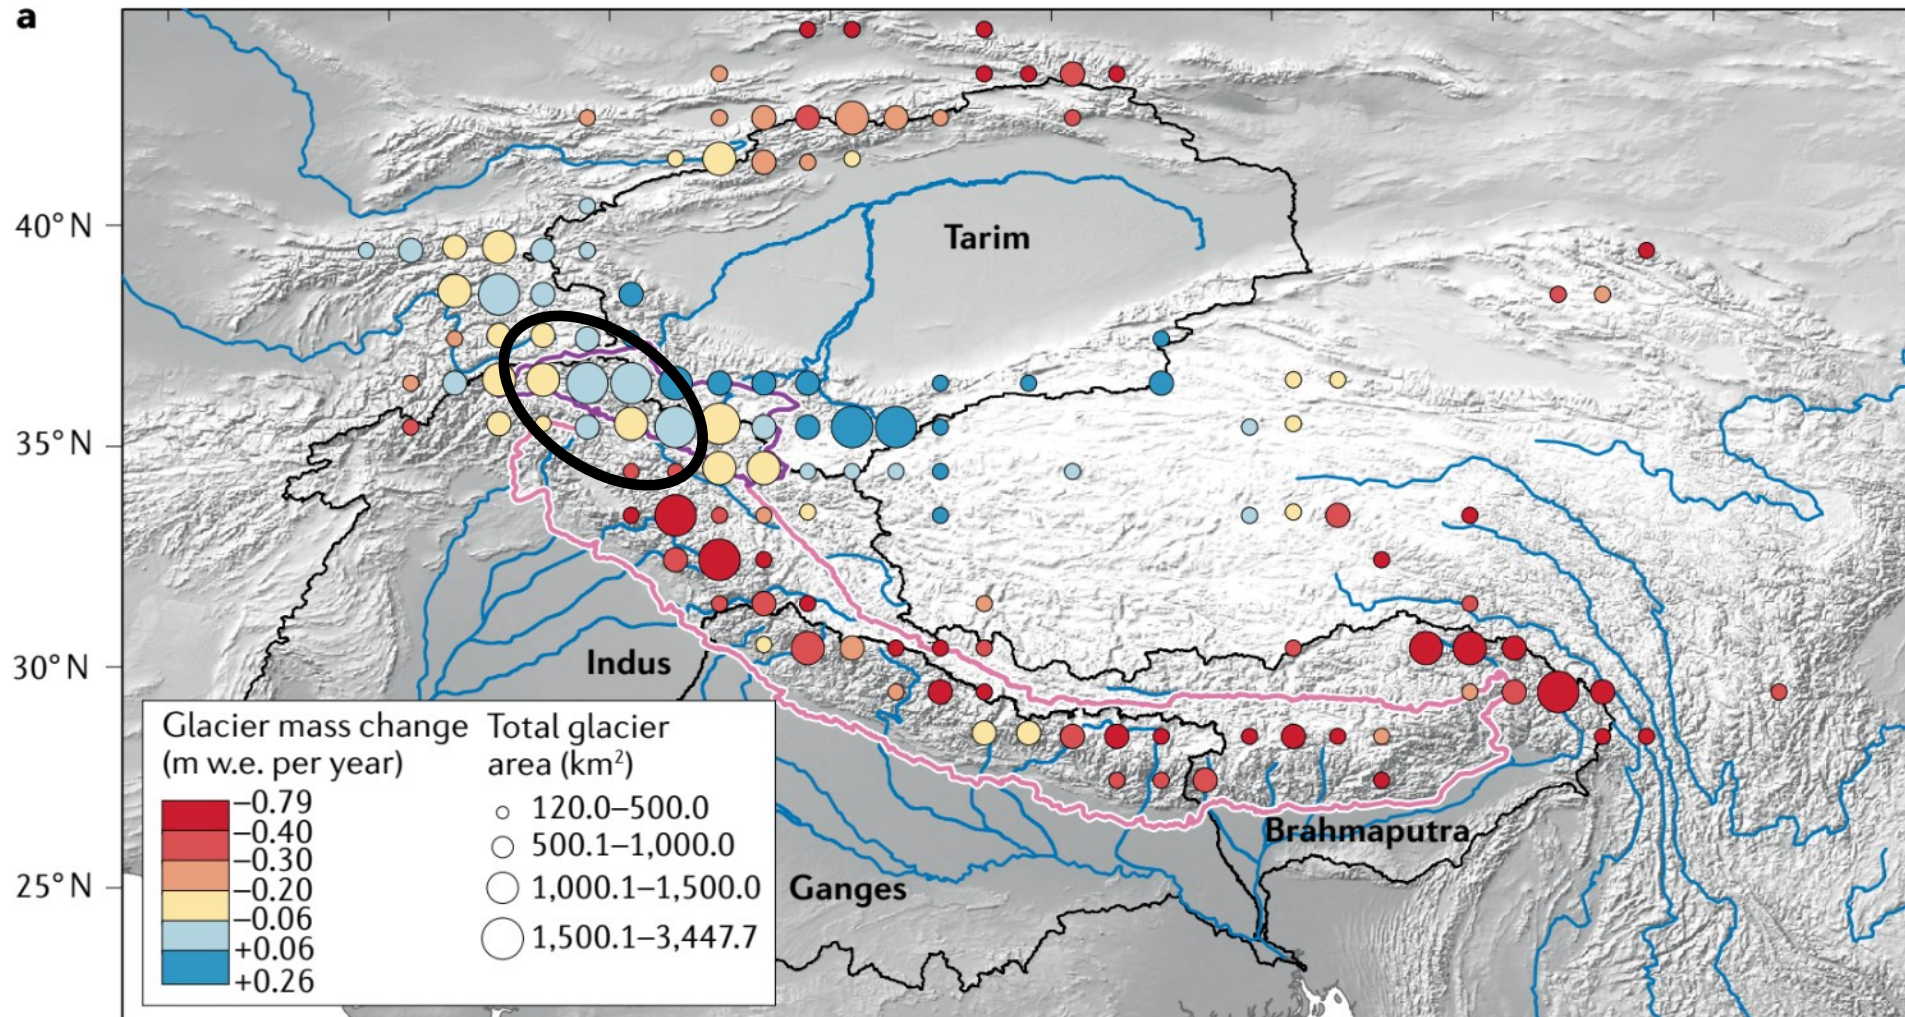 a
40° N
Tarim
35° N
30° N
Indus
Glacier mass change
(m w.e. per year)
−0.79
−0.40
−0.30
−0.20
−0.06
+0.06
+0.26
Total glacier
area (km²)
120.0–500.0
500.1–1,000.0
1,000.1–1,500.0
1,500.1–3,447.7
Brahmaputra
25° N
Ganges